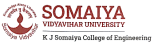 SOMAIYA
VIDYAVIHAR UNIVERSITY
K J Somaiya College of Engineering